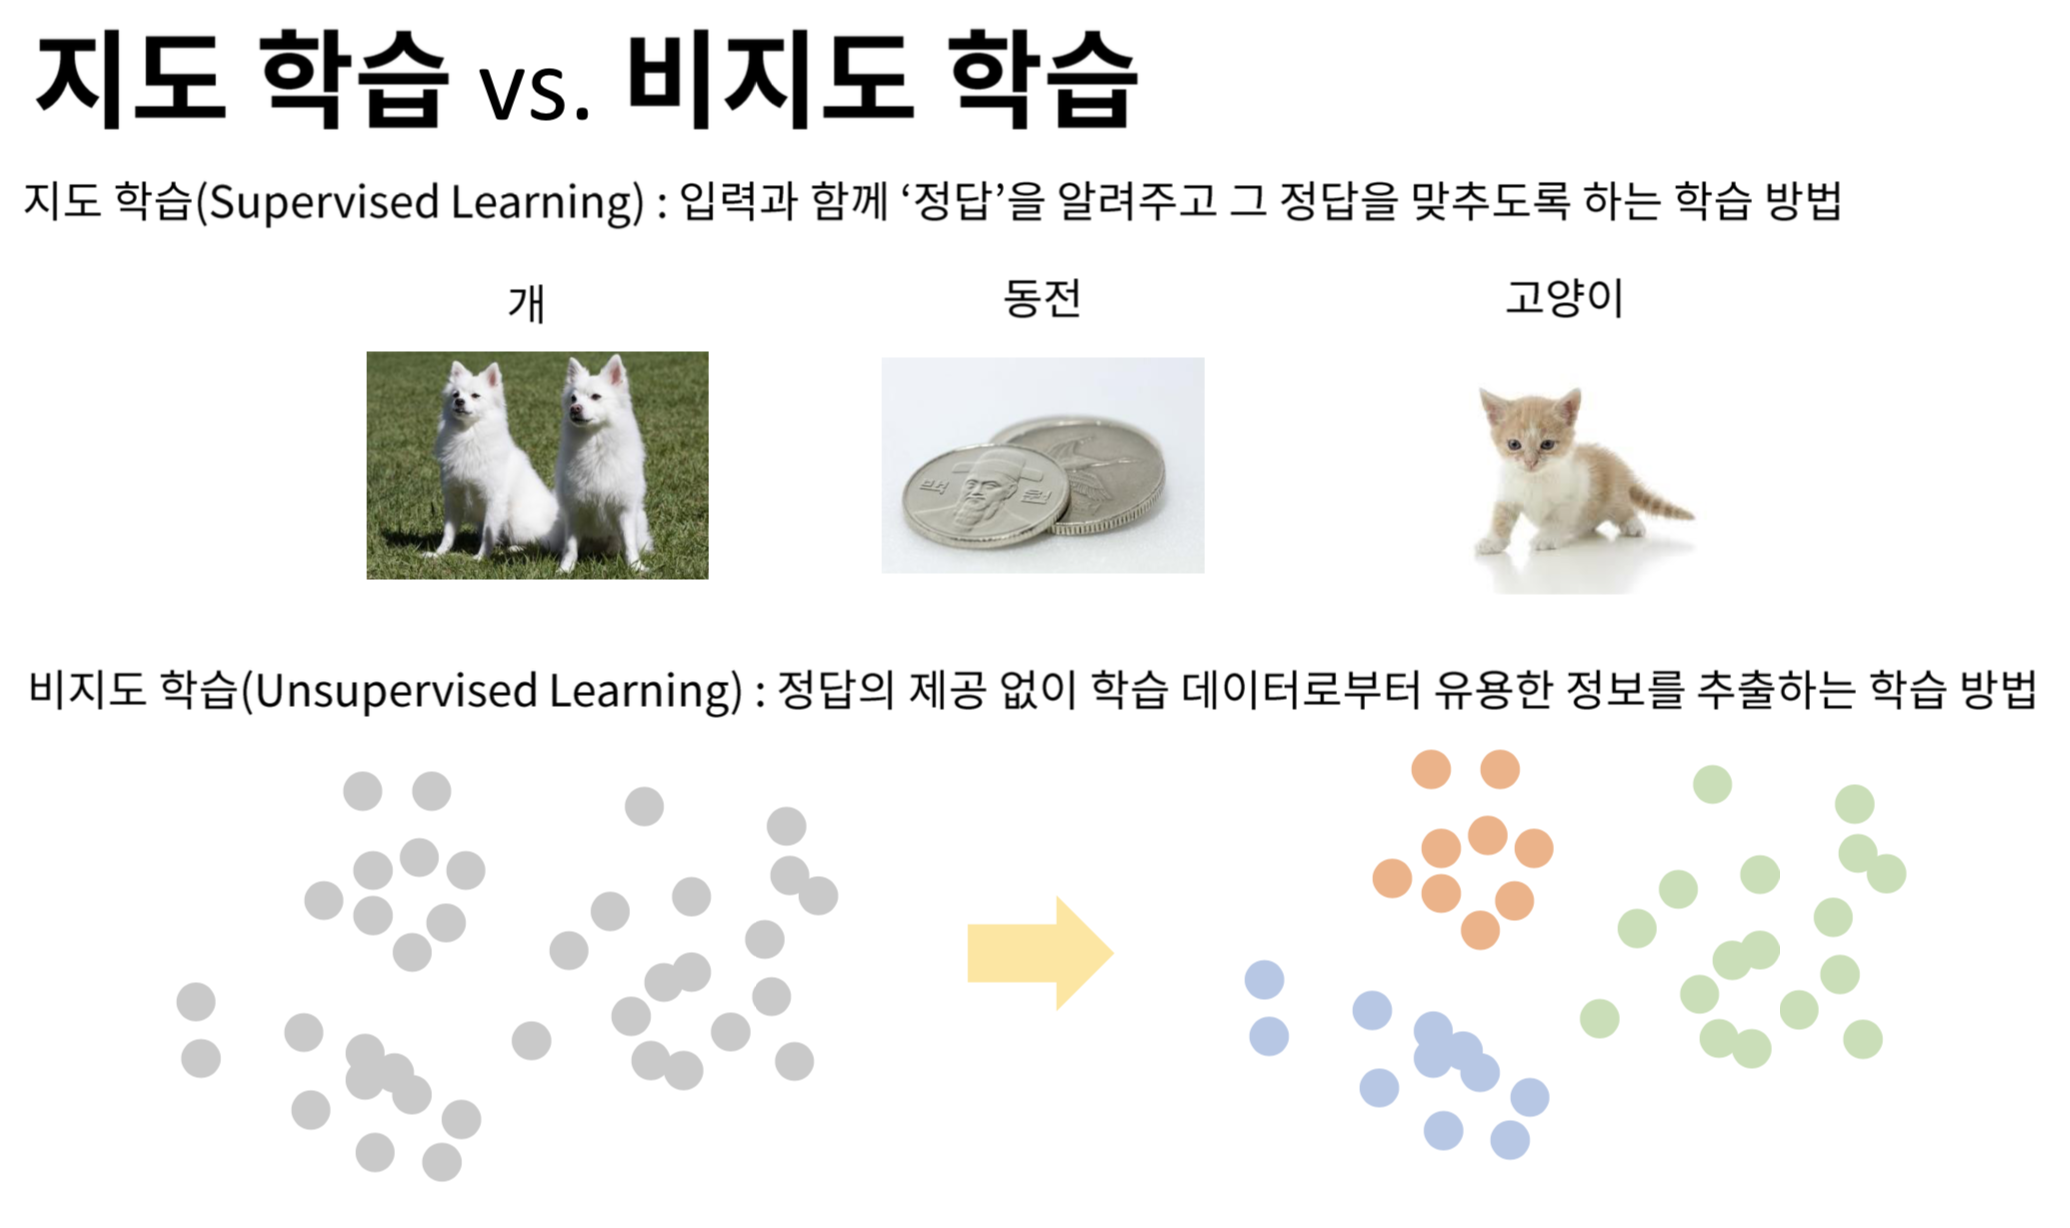 지도 학습 vs. 비지도 학습
지도 학습(Supervised Learning) : 입력과 함께 ‘정답’을 알려주고 그 정답을 맞추도록 하는 학습 방법
개
동전
고양이
백 원
비지도 학습(Unsupervised Learning) : 정답의 제공 없이 학습 데이터로부터 유용한 정보를 추출하는 학습 방법